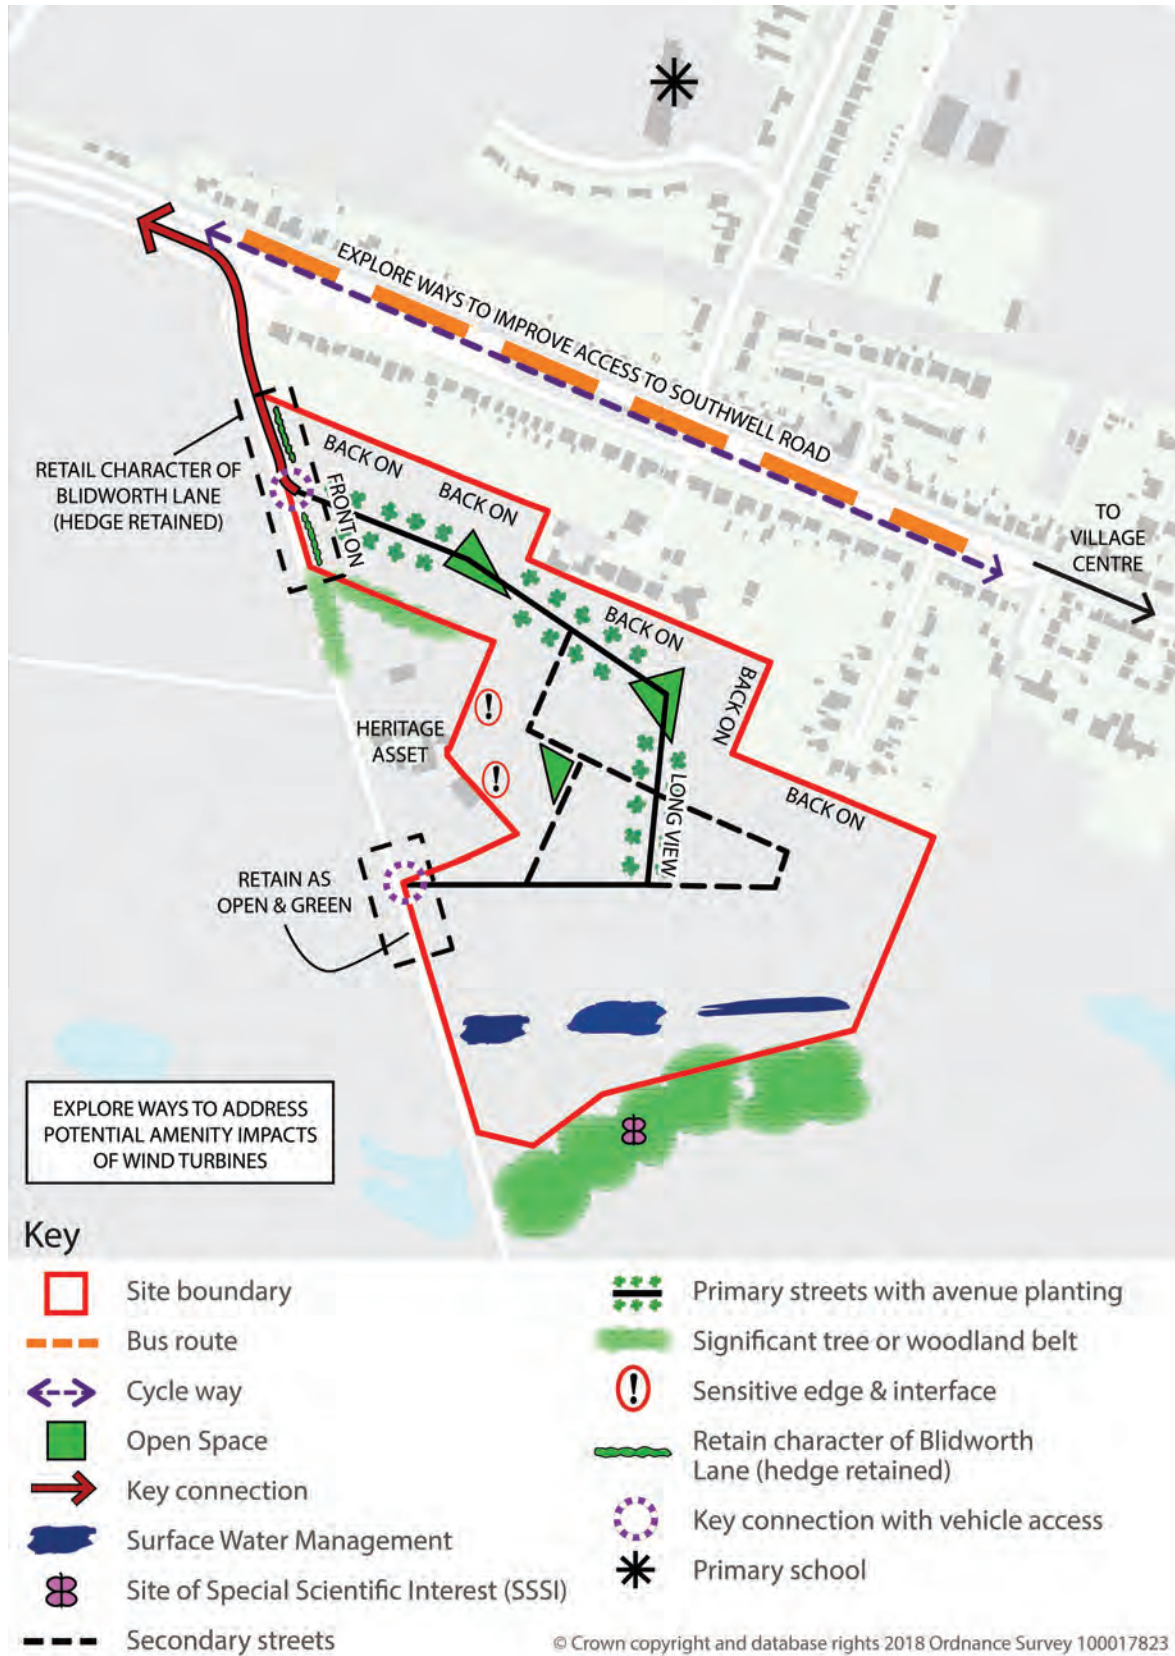 EXPLORE WAYS TO IMPROVE ACCESS TO SOUTHWELL ROAD
RETAIL CHARACTER OF
BLIDWORTH LANE
(HEDGE RETAINED)
BACK ON
BACK ON
FRONT ON
TO
VILLAGE
CENTRE
BACK ON
BACK ON
HERITAGE
ASSET
!
!
LONG VIEW
BACK ON
RETAIN AS
OPEN & GREEN
EXPLORE WAYS TO ADDRESS
POTENTIAL AMENITY IMPACTS
OF WIND TURBINES
Key
Site boundary
Bus route
Cycle way
Open Space
Key connection
Surface Water Management
Site of Special Scientific Interest (SSSI)
Secondary streets
Primary streets with avenue planting
Significant tree or woodland belt
!
Sensitive edge & interface
Retain character of Blidworth
Lane (hedge retained)
Key connection with vehicle access
Primary school
© Crown copyright and database rights 2018 Ordnance Survey 100017823